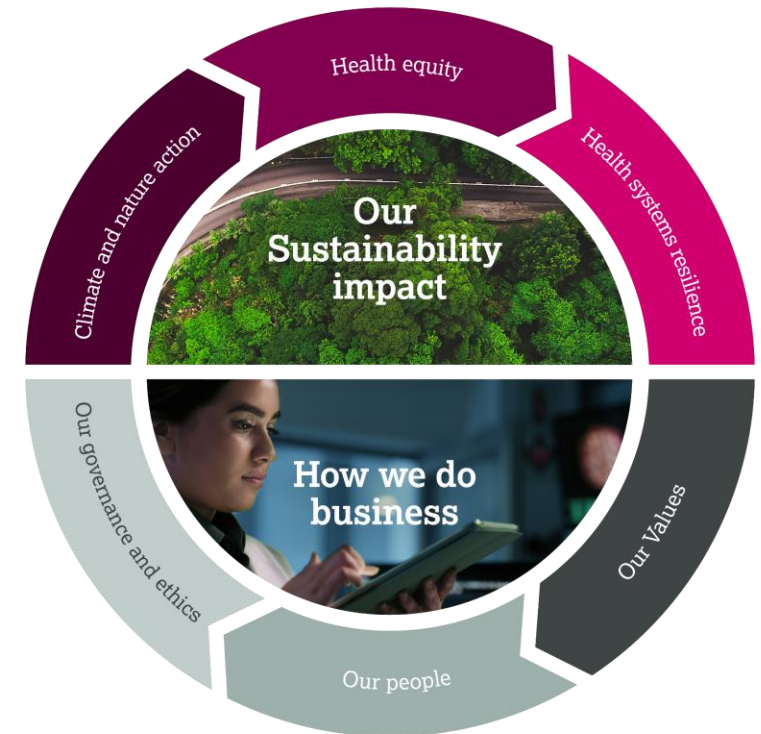 Health equity
Climate and nature action
Health systems resilience
Our
Sustainability
impact
How we do
business
Our governance and ethics
Our Values
Our people